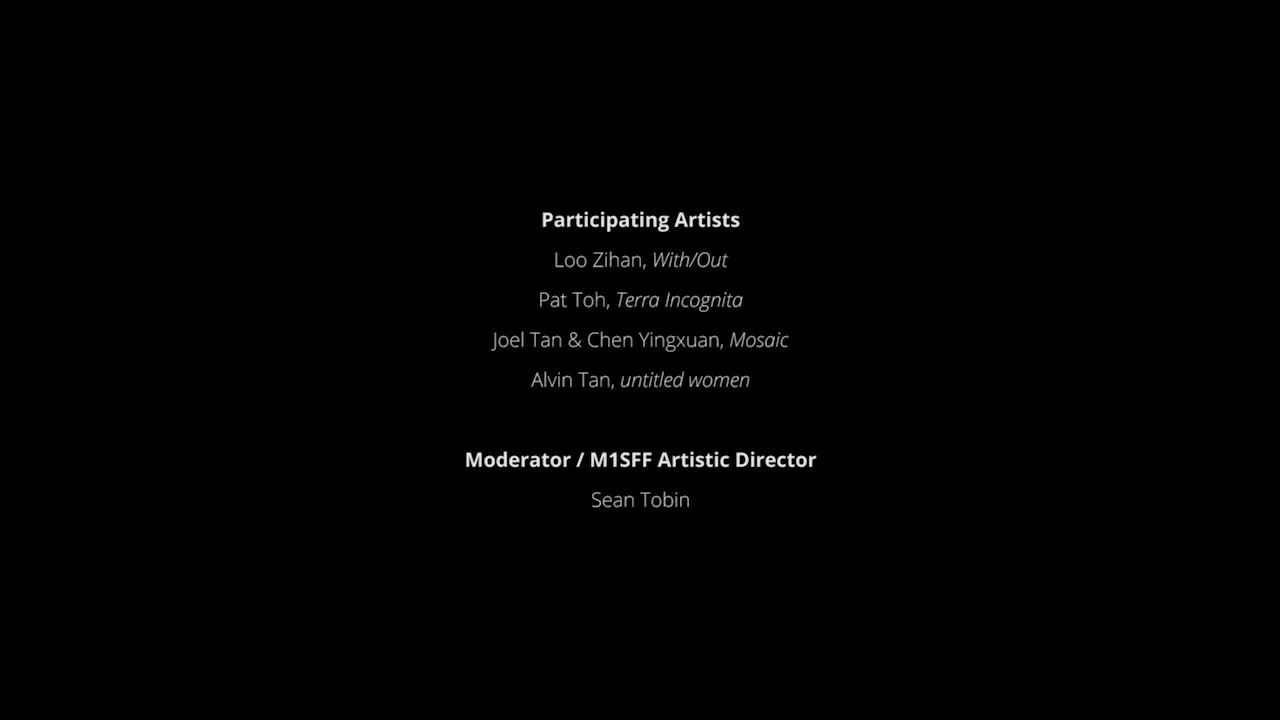 Participating Artists
Loo Zihan, With/Out
Pat Toh, Terra Incognita
Joel Tan & Chen Yingxuan, Mosaic
Alvin Tan, untitled women
Moderator / M1SFF Artistic Director
Sean Tobin